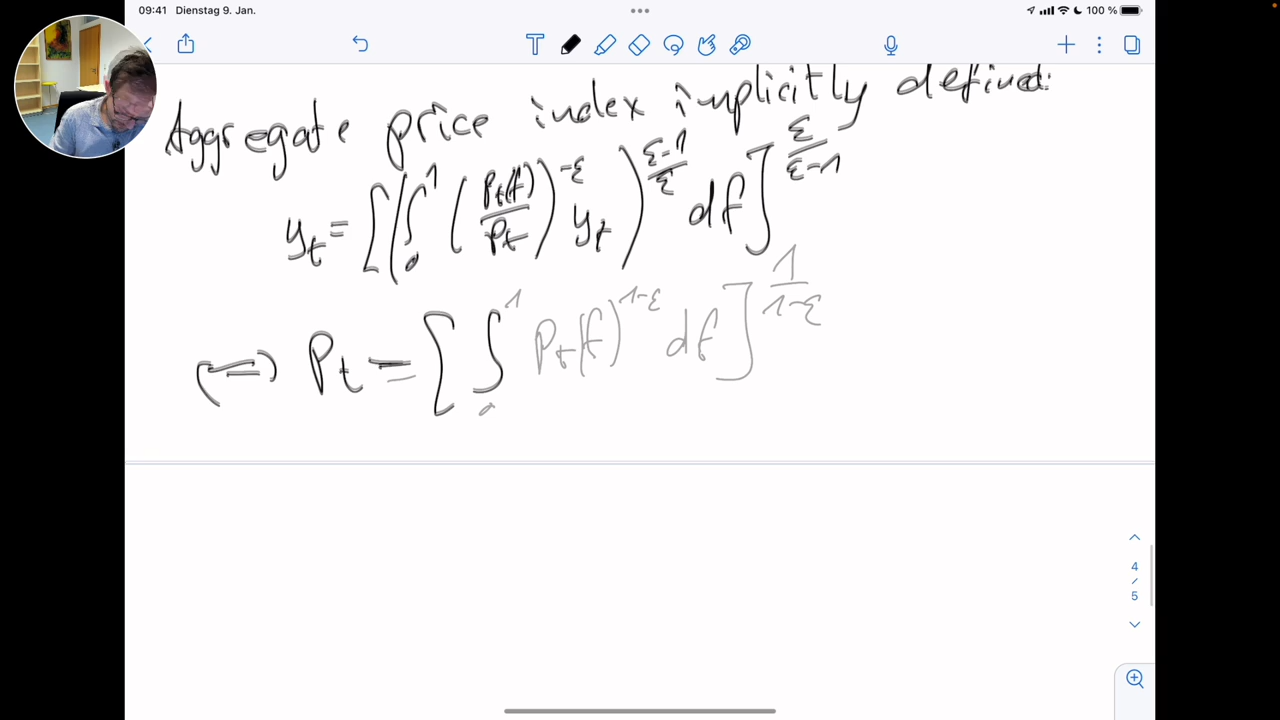 09:41 Dienstag 9. Jan.
100 %
Aggregate price index implicitly defined:
y_t = [(∫_0^1 (P_t(f)/P_t)^{-ε} y_t)^{(ε-1)/ε} df]^{ε/(ε-1)}
⟺ P_t = [∫_0^1 P_t(f)^{1-ε} df]^{1/(1-ε)}
4
/
5